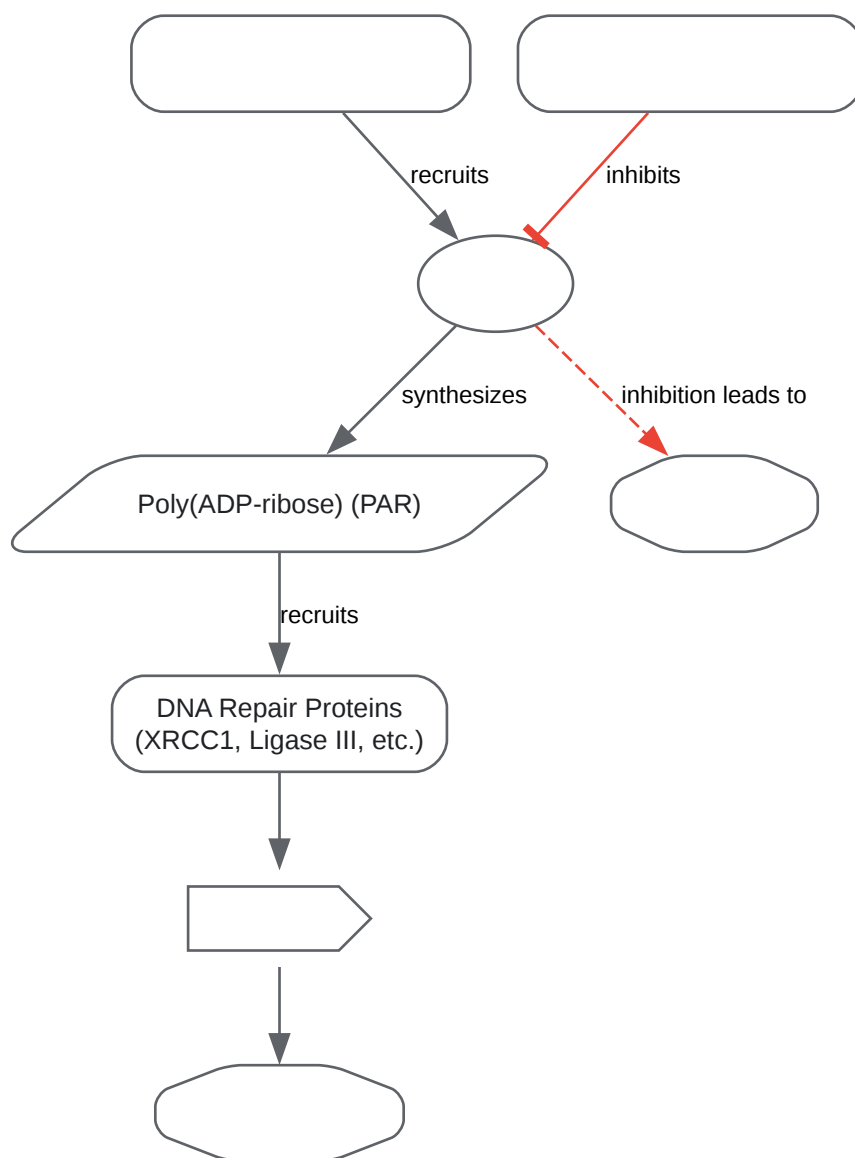 recruits
inhibits
synthesizes
inhibition leads to
Poly(ADP-ribose) (PAR)
recruits
DNA Repair Proteins
(XRCC1, Ligase III, etc.)